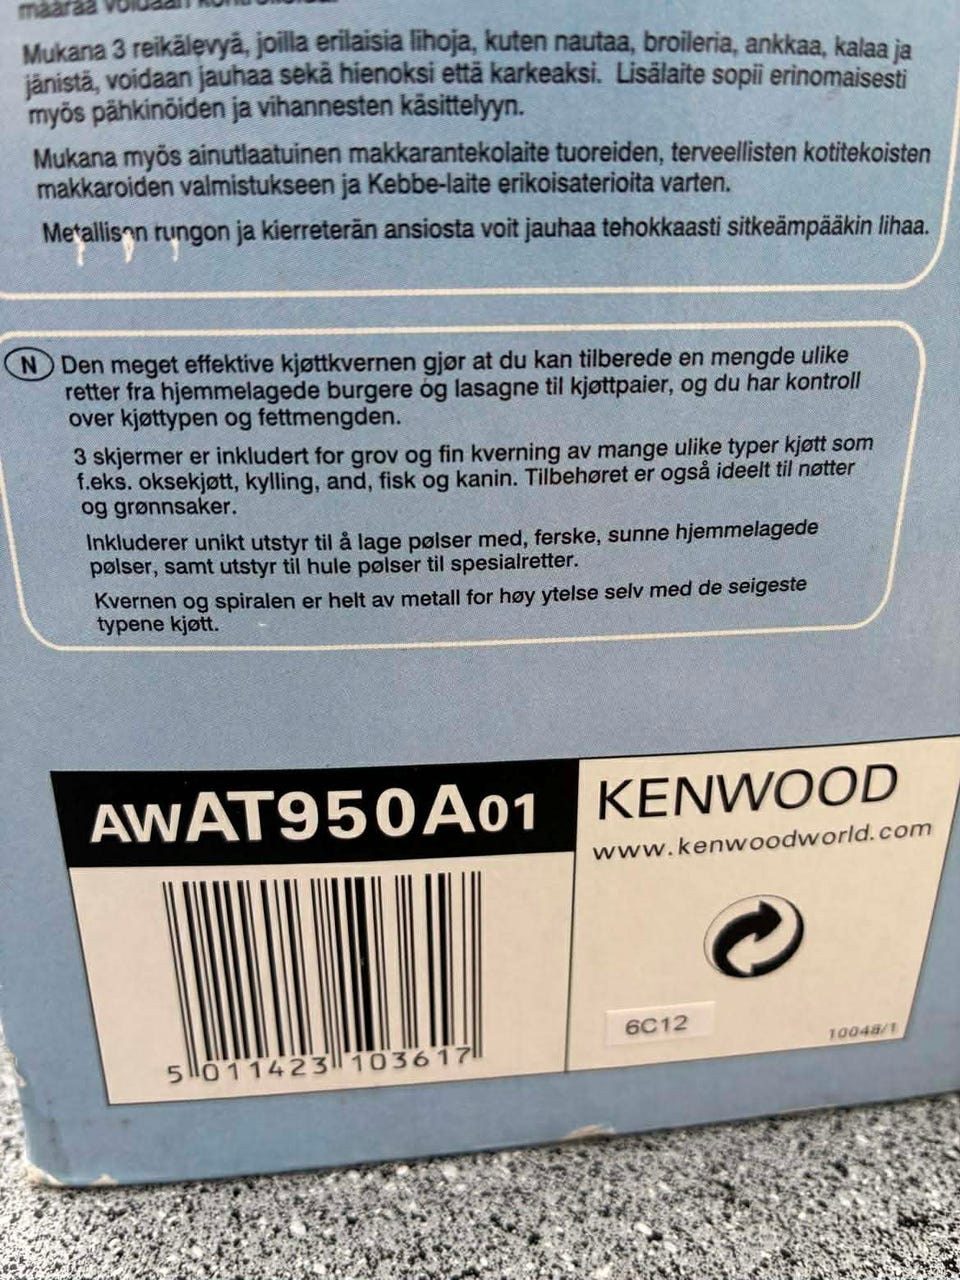 määrää voidaan kontrolloida.
Mukana 3 reikälevyä, joilla erilaisia lihoja, kuten nautaa, broileria, ankkaa, kalaa ja
jänistä, voidaan jauhaa sekä hienoksi että karkeaksi. Lisälaite sopii erinomaisesti
myös pähkinöiden ja vihannesten käsittelyyn.
Mukana myös ainutlaatuinen makkarantekolaite tuoreiden, terveellisten kotitekoisten
makkaroiden valmistukseen ja Kebbe-laite erikoisaterioita varten.
Metallisen rungon ja kierreterän ansiosta voit jauhaa tehokkaasti sitkeämpääkin lihaa.
N Den meget effektive kjøttkvernen gjør at du kan tilberede en mengde ulike
retter fra hjemmelagede burgere og lasagne til kjøttpaier, og du har kontroll
over kjøttypen og fettmengden.
3 skjermer er inkludert for grov og fin kverning av mange ulike typer kjøtt som
f.eks. oksekjøtt, kylling, and, fisk og kanin. Tilbehøret er også ideelt til nøtter
og grønnsaker.
Inkluderer unikt utstyr til å lage pølser med, ferske, sunne hjemmelagede
pølser, samt utstyr til hule pølser til spesialretter.
Kvernen og spiralen er helt av metall for høy ytelse selv med de seigeste
typene kjøtt.
AWAT950A01
KENWOOD
www.kenwoodworld.com
6C12
10048/1
5 011423 103617